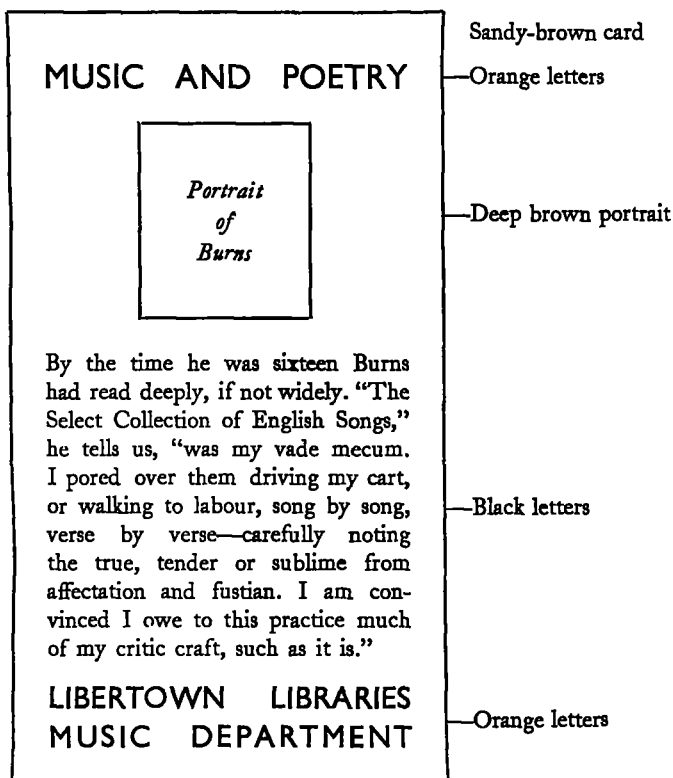 Sandy-brown card
MUSIC AND POETRY
Orange letters
Portrait
of
Burns
Deep brown portrait
By the time he was sixteen Burns
had read deeply, if not widely. “The
Select Collection of English Songs,”
he tells us, “was my vade mecum.
I pored over them driving my cart,
or walking to labour, song by song,
verse by verse—carefully noting
the true, tender or sublime from
affectation and fustian. I am con-
vinced I owe to this practice much
of my critic craft, such as it is.”
Black letters
LIBERTOWN LIBRARIES
MUSIC DEPARTMENT
Orange letters